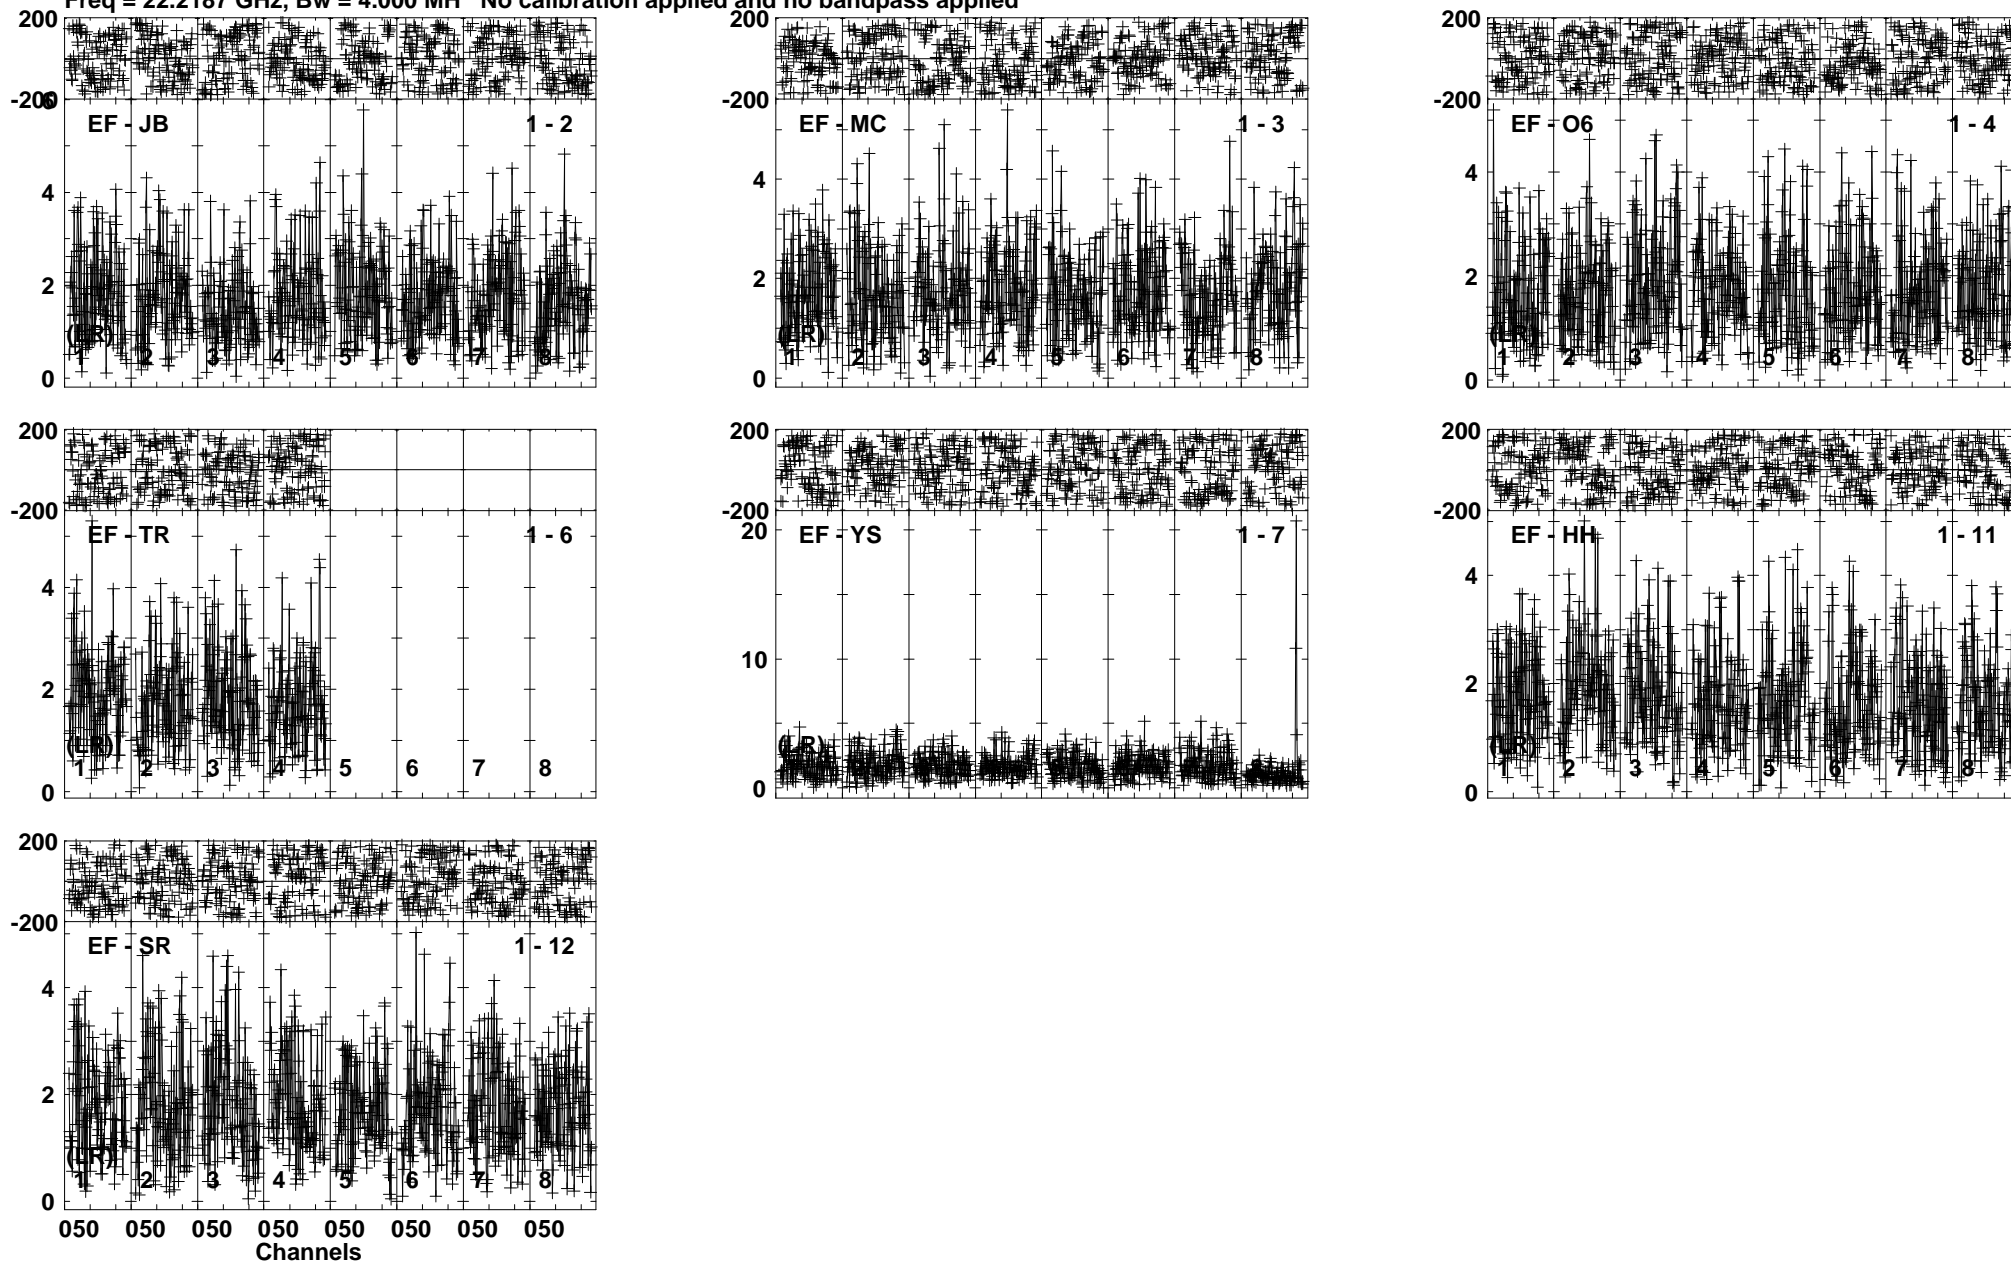 Freq = 22.2187 GHz, Bw = 4.000 MH No calibration applied and no bandpass applied
200 200 200
-200 -200 -200
EF - JB 1 - 2 EF - MC 1 - 3 EF - O6 1 - 4
4 4 4
2 2 2
(LR) (LR) (LR)
1 2 3 4 5 6 7 8 1 2 3 4 5 6 7 8 1 2 3 4 5 6 7 8
0 0 0
200 200 200
-200 -200 -200
EF - TR 1 - 6 EF - YS 1 - 7 EF - HH 1 - 11
4 20 4
2 10 2
(LR) (LR) (LR)
1 2 3 4 5 6 7 8 1 2 3 4 5 6 7 8
0 0 0
200
-200
EF - SR 1 - 12
4
2
(LR)
1 2 3 4 5 6 7 8
0
050 050 050 050 050 050 050 050
Channels